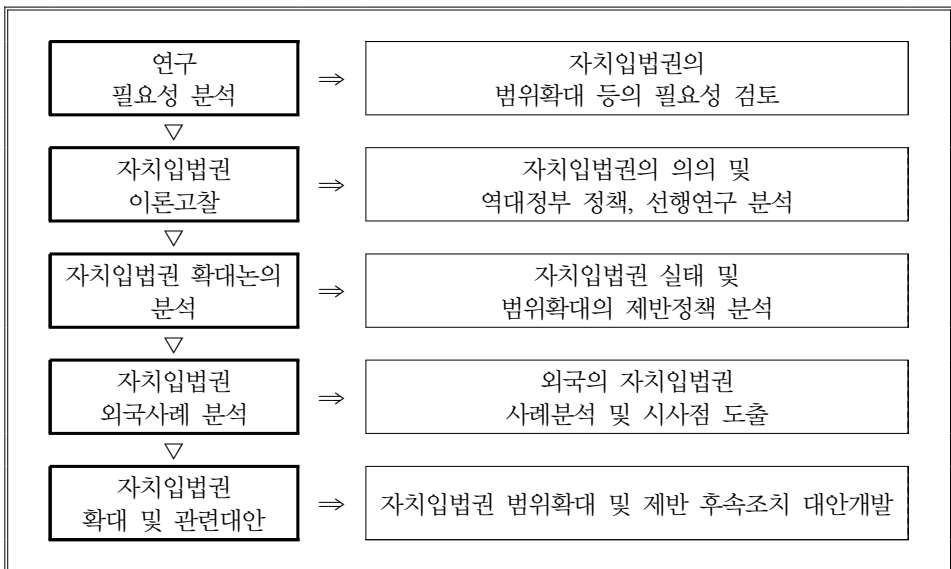 연구
필요성 분석
⇒
자치입법권의
범위확대 등의 필요성 검토
▽
자치입법권
이론고찰
⇒
자치입법권의 의의 및
역대정부 정책, 선행연구 분석
▽
자치입법권 확대논의
분석
⇒
자치입법권 실태 및
범위확대의 제반정책 분석
▽
자치입법권
외국사례 분석
⇒
외국의 자치입법권
사례분석 및 시사점 도출
▽
자치입법권
확대 및 관련대안
⇒
자치입법권 범위확대 및 제반 후속조치 대안개발